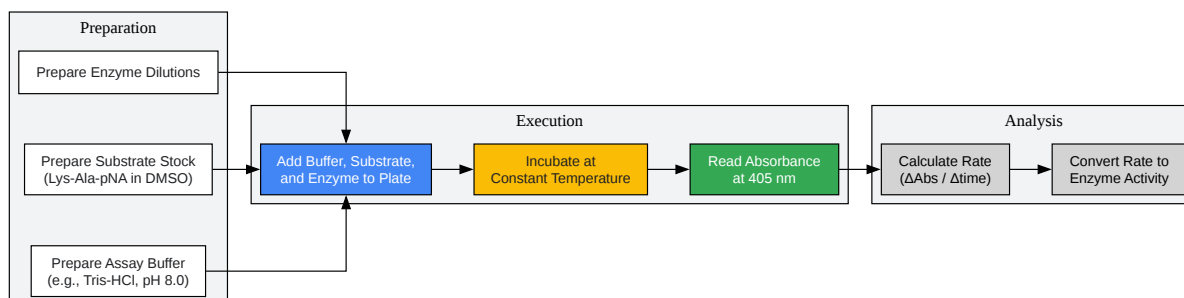 Preparation
Prepare Enzyme Dilutions
Prepare Substrate Stock
(Lys-Ala-pNA in DMSO)
Prepare Assay Buffer
(e.g., Tris-HCl, pH 8.0)
Execution
Add Buffer, Substrate,
and Enzyme to Plate
Incubate at
Constant Temperature
Read Absorbance
at 405 nm
Analysis
Calculate Rate
(ΔAbs / Δtime)
Convert Rate to
Enzyme Activity